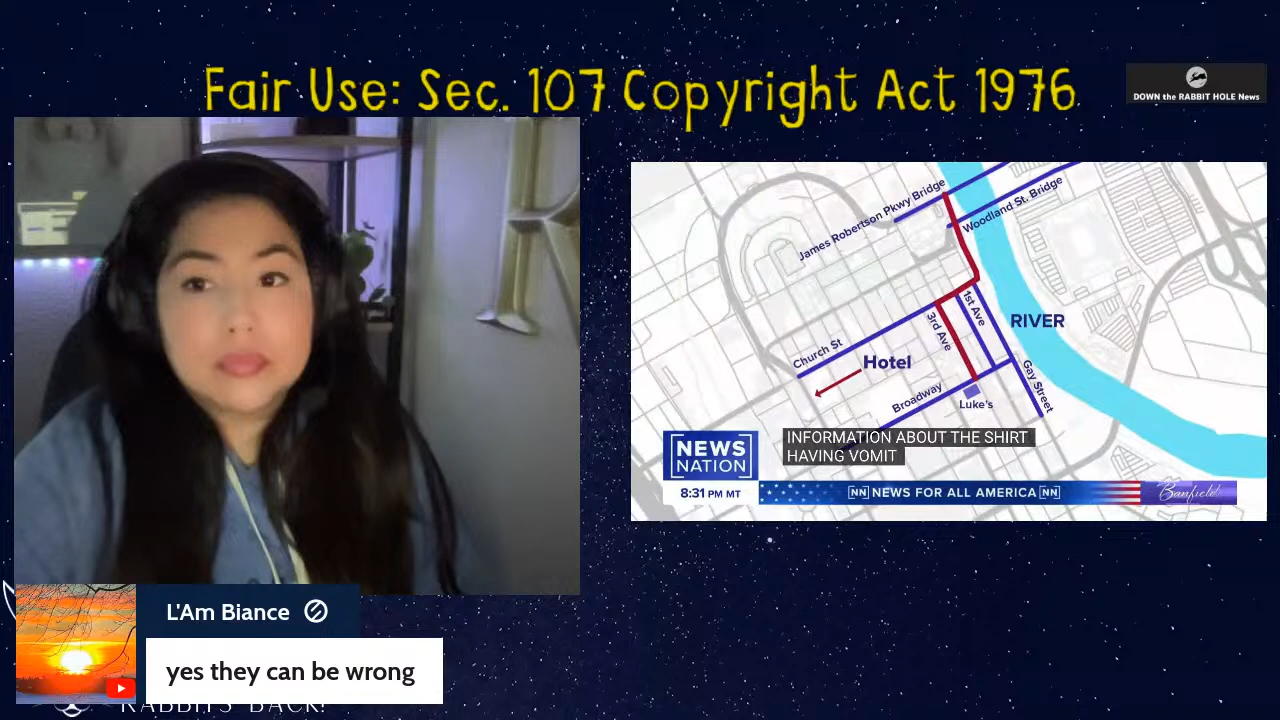 Fair Use: Sec. 107 Copyright Act 1976
DOWN the RABBIT HOLE News
James Robertson Pkwy Bridge
Woodland St. Bridge
1st Ave
3rd Ave
RIVER
Church St
Hotel
Gay Street
Broadway
Luke's
INFORMATION ABOUT THE SHIRT
HAVING VOMIT
NEWS
NATION
8:31 PM MT
NN NEWS FOR ALL AMERICA NN
Banfield
L'Am Biance
yes they can be wrong
RABBITS BACK!